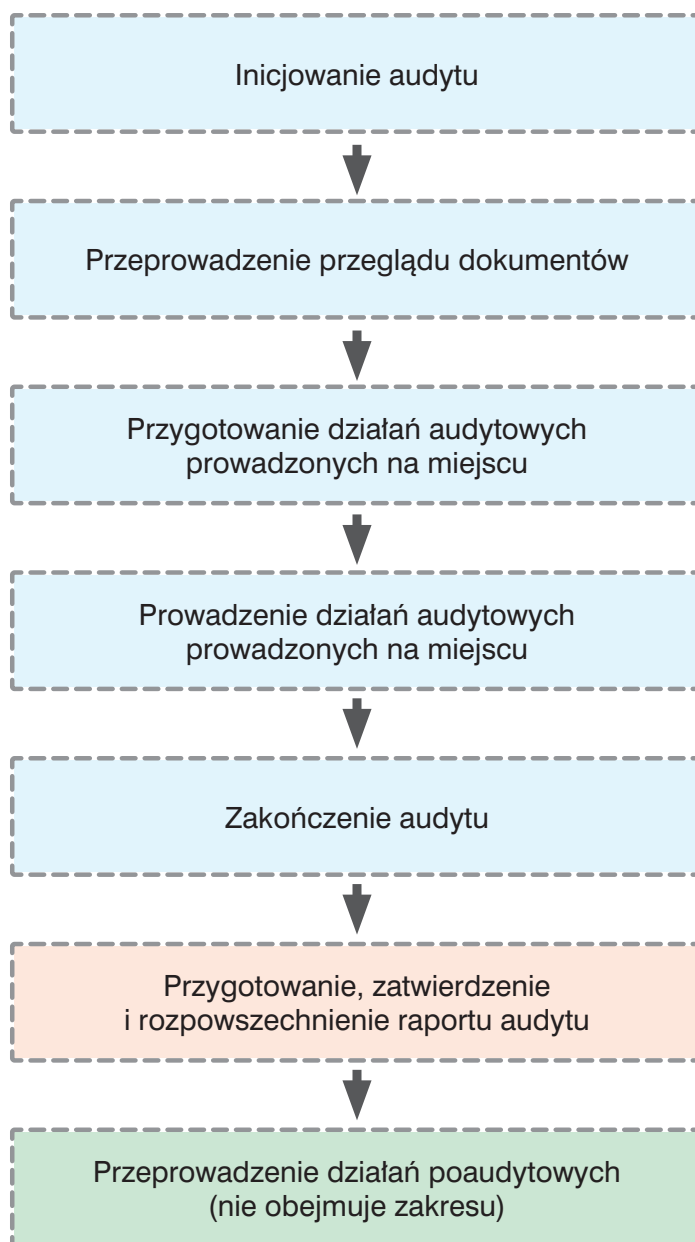 Inicjowanie audytu
Przeprowadzenie przeglądu dokumentów
Przygotowanie działań audytowych
prowadzonych na miejscu
Prowadzenie działań audytowych
prowadzonych na miejscu
Zakończenie audytu
Przygotowanie, zatwierdzenie
i rozpowszechnienie raportu audytu
Przeprowadzenie działań poaudytowych
(nie obejmuje zakresu)